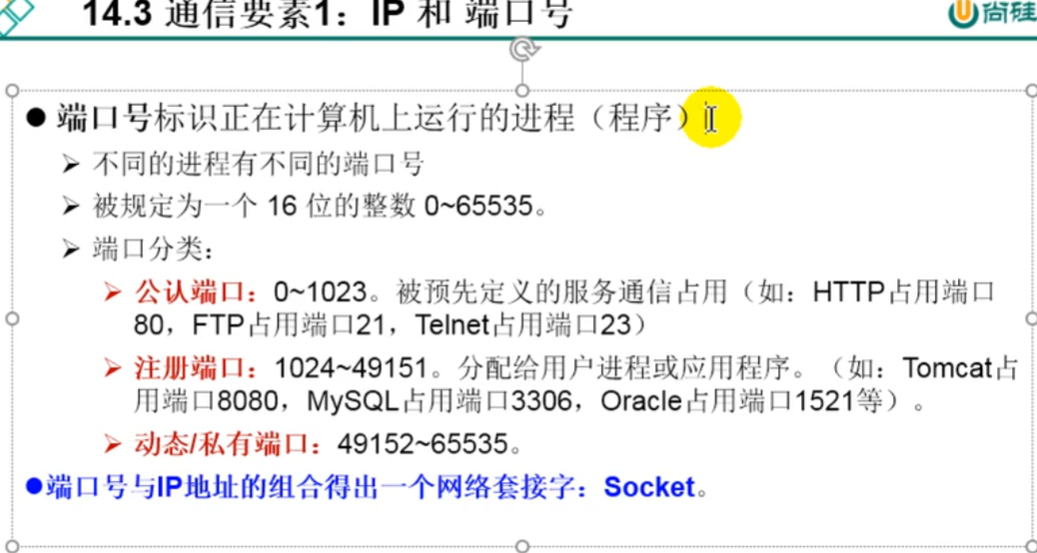 14.3 通信要素1：IP 和 端口号
尚硅
端口号标识正在计算机上运行的进程（程序）
不同的进程有不同的端口号
被规定为一个 16 位的整数 0~65535。
端口分类：
公认端口：0~1023。被预先定义的服务通信占用（如：HTTP占用端口
80，FTP占用端口21，Telnet占用端口23）
注册端口：1024~49151。分配给用户进程或应用程序。（如：Tomcat占
用端口8080，MySQL占用端口3306，Oracle占用端口1521等）。
动态/私有端口：49152~65535。
端口号与IP地址的组合得出一个网络套接字：Socket。